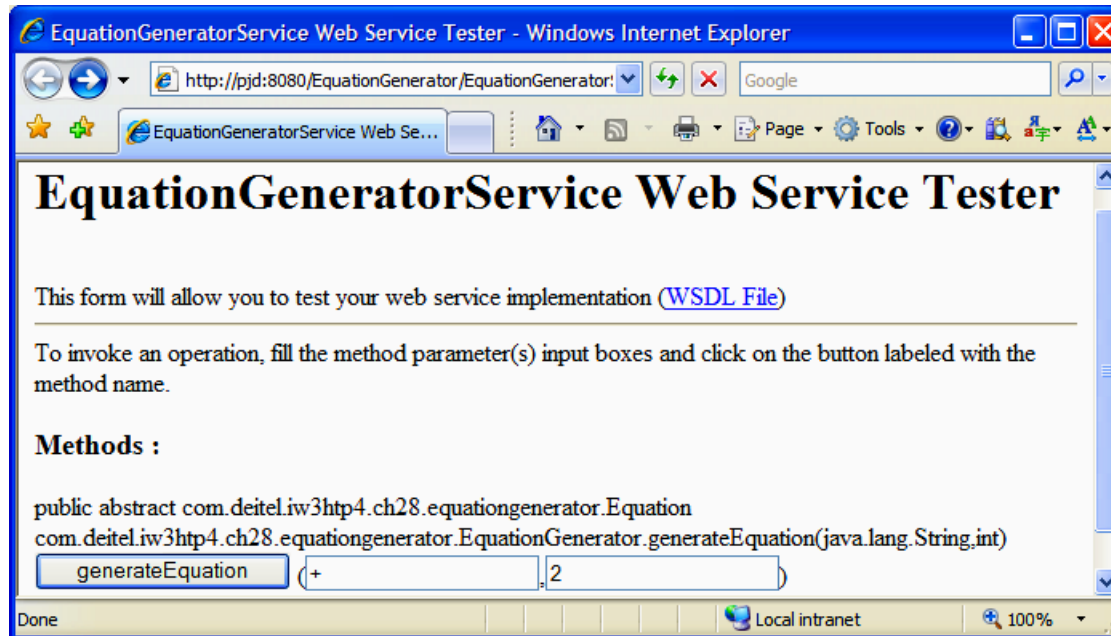 EquationGeneratorService Web Service Tester - Windows Internet Explorer
http://pjd:8080/EquationGenerator/EquationGenerator
Google
EquationGeneratorService Web Se...
Page
Tools
EquationGeneratorService Web Service Tester
This form will allow you to test your web service implementation (WSDL File)
To invoke an operation, fill the method parameter(s) input boxes and click on the button labeled with the
method name.
Methods :
public abstract com.deitel.iw3htp4.ch28.equationgenerator.Equation
com.deitel.iw3htp4.ch28.equationgenerator.EquationGenerator.generateEquation(java.lang.String,int)
generateEquation (+ ,2 )
Done
Local intranet
100%